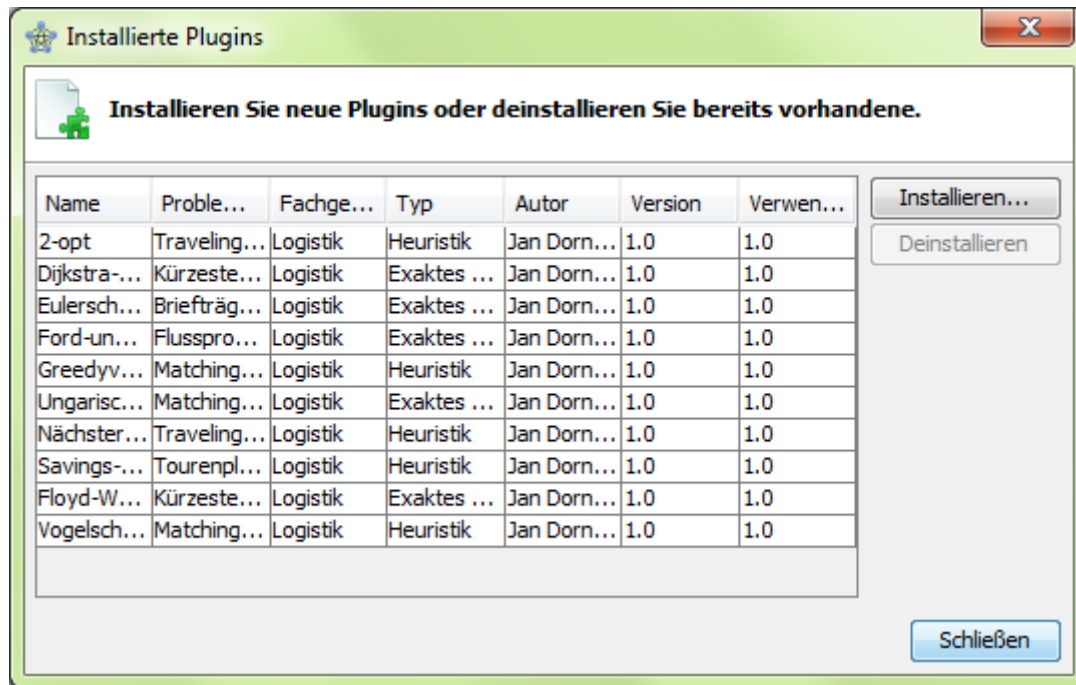 Installierte Plugins
Installieren Sie neue Plugins oder deinstallieren Sie bereits vorhandene.
Name Proble... Fachge... Typ Autor Version Verwen...
2-opt Traveling... Logistik Heuristik Jan Dorn... 1.0 1.0
Dijkstra-... Kürzeste... Logistik Exaktes ... Jan Dorn... 1.0 1.0
Eulersch... Briefträg... Logistik Exaktes ... Jan Dorn... 1.0 1.0
Ford-un... Flusspro... Logistik Exaktes ... Jan Dorn... 1.0 1.0
Greedyv... Matching... Logistik Heuristik Jan Dorn... 1.0 1.0
Ungarisc... Matching... Logistik Exaktes ... Jan Dorn... 1.0 1.0
Nächster... Traveling... Logistik Heuristik Jan Dorn... 1.0 1.0
Savings-... Tourenpl... Logistik Heuristik Jan Dorn... 1.0 1.0
Floyd-W... Kürzeste... Logistik Exaktes ... Jan Dorn... 1.0 1.0
Vogelsch... Matching... Logistik Heuristik Jan Dorn... 1.0 1.0
Installieren...
Deinstallieren
Schließen